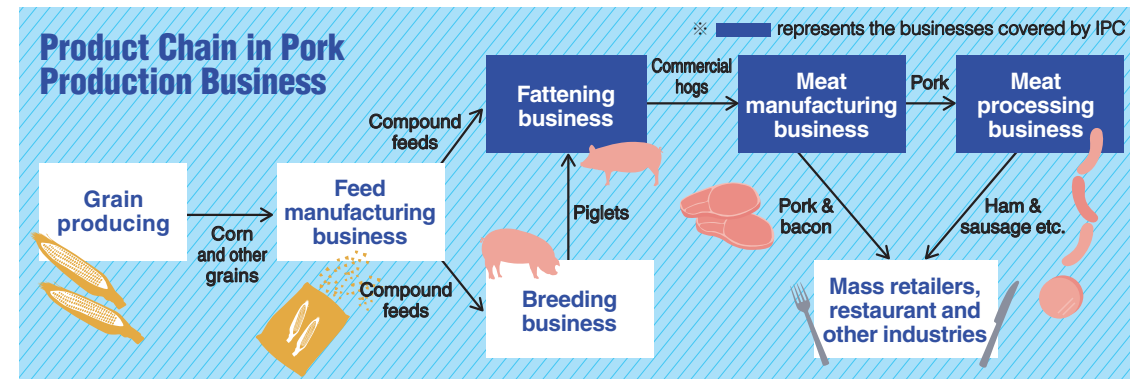 Product Chain in Pork
Production Business
※ represents the businesses covered by IPC
Grain
producing
Corn
and other
grains
Feed
manufacturing
business
Compound
feeds
Compound
feeds
Breeding
business
Piglets
Fattening
business
Commercial
hogs
Meat
manufacturing
business
Pork
Meat
processing
business
Pork &
bacon
Ham &
sausage etc.
Mass retailers,
restaurant and
other industries